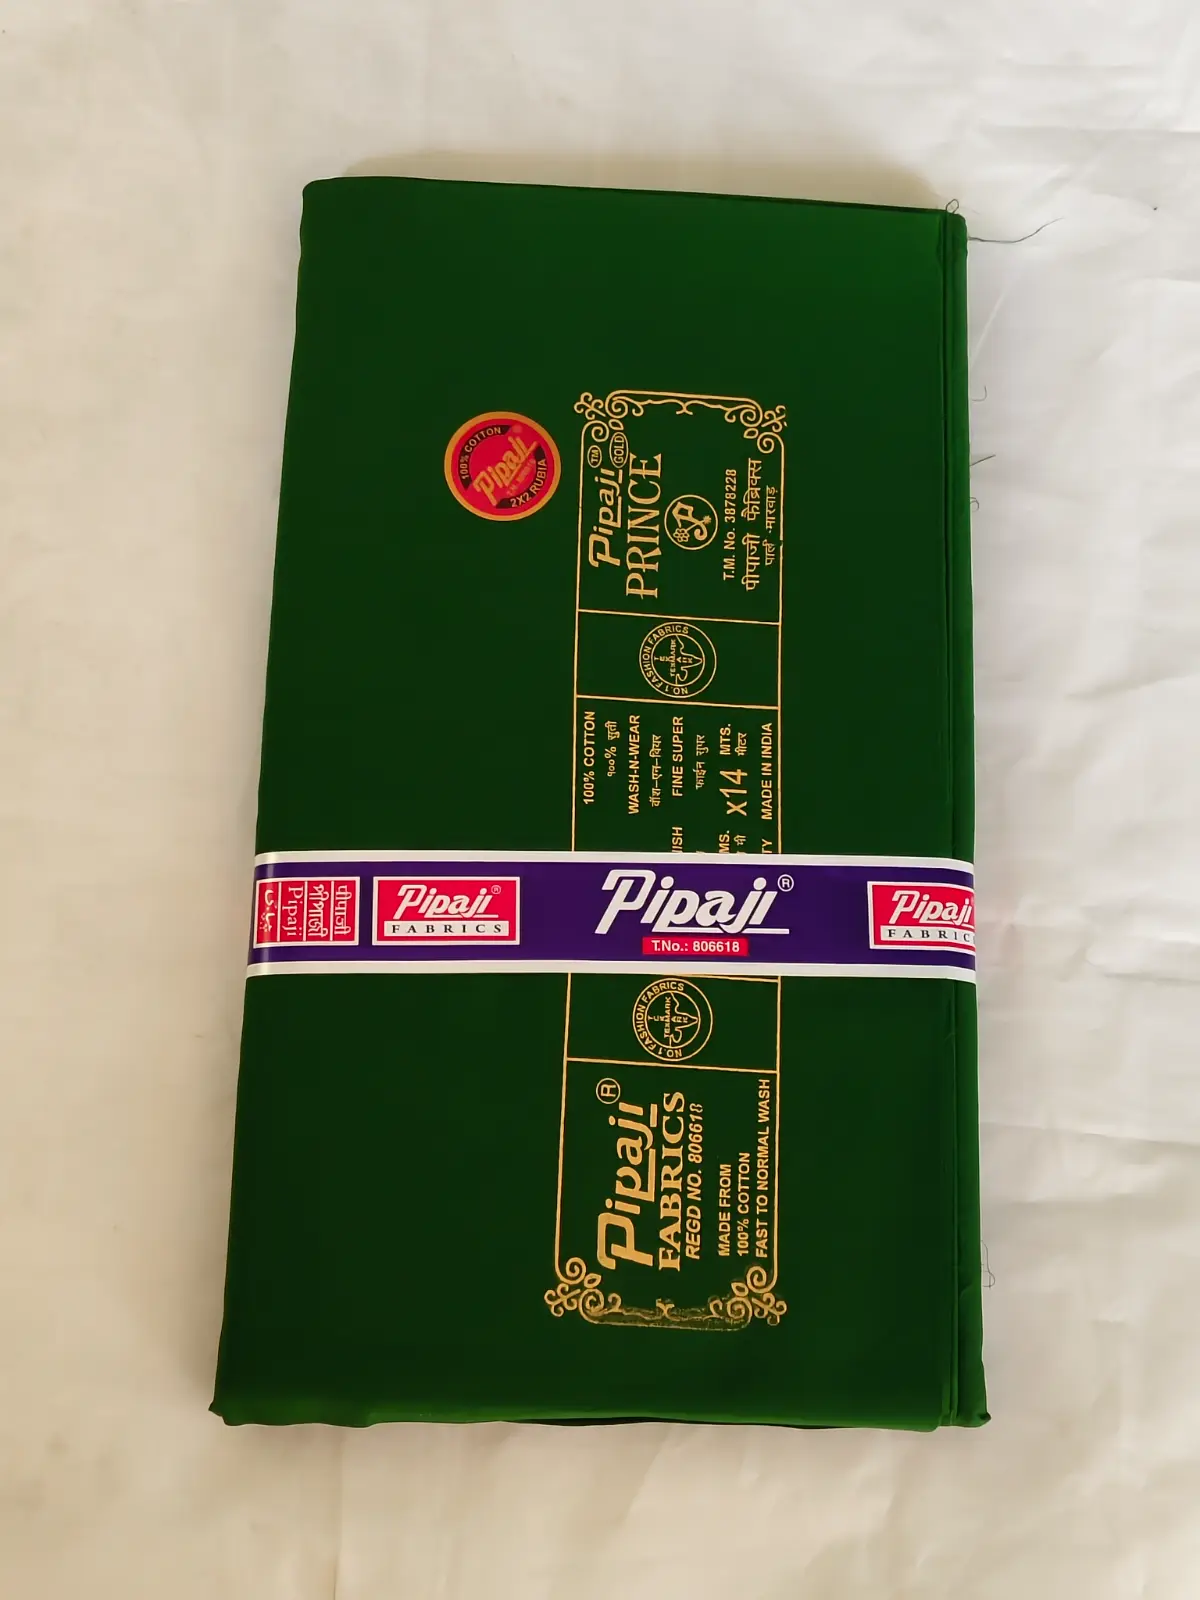 100% COTTON
Pipaji
2X2 RUBIA
Pipaji TM GOLD
PRINCE
T.M. No. 3878228
पीपाजी फैब्रिक्स
पाली -मारवाड़
NO.1 FASHION FABRICS
TEXMARK
100% COTTON
१००% सुती
WASH-N-WEAR
वॉश-एन-वियर
FINE SUPER
फाईन सुपर
x14 MTS.
मीटर
MADE IN INDIA
पीपाजी
Pipaji
Pipaji ®
FABRICS
Pipaji ®
T.No.: 806618
Pipaji
FABRIC
NO.1 FASHION FABRICS
TEXMARK
Pipaji ®
FABRICS
REGD NO. 806618
MADE FROM
100% COTTON
FAST TO NORMAL WASH